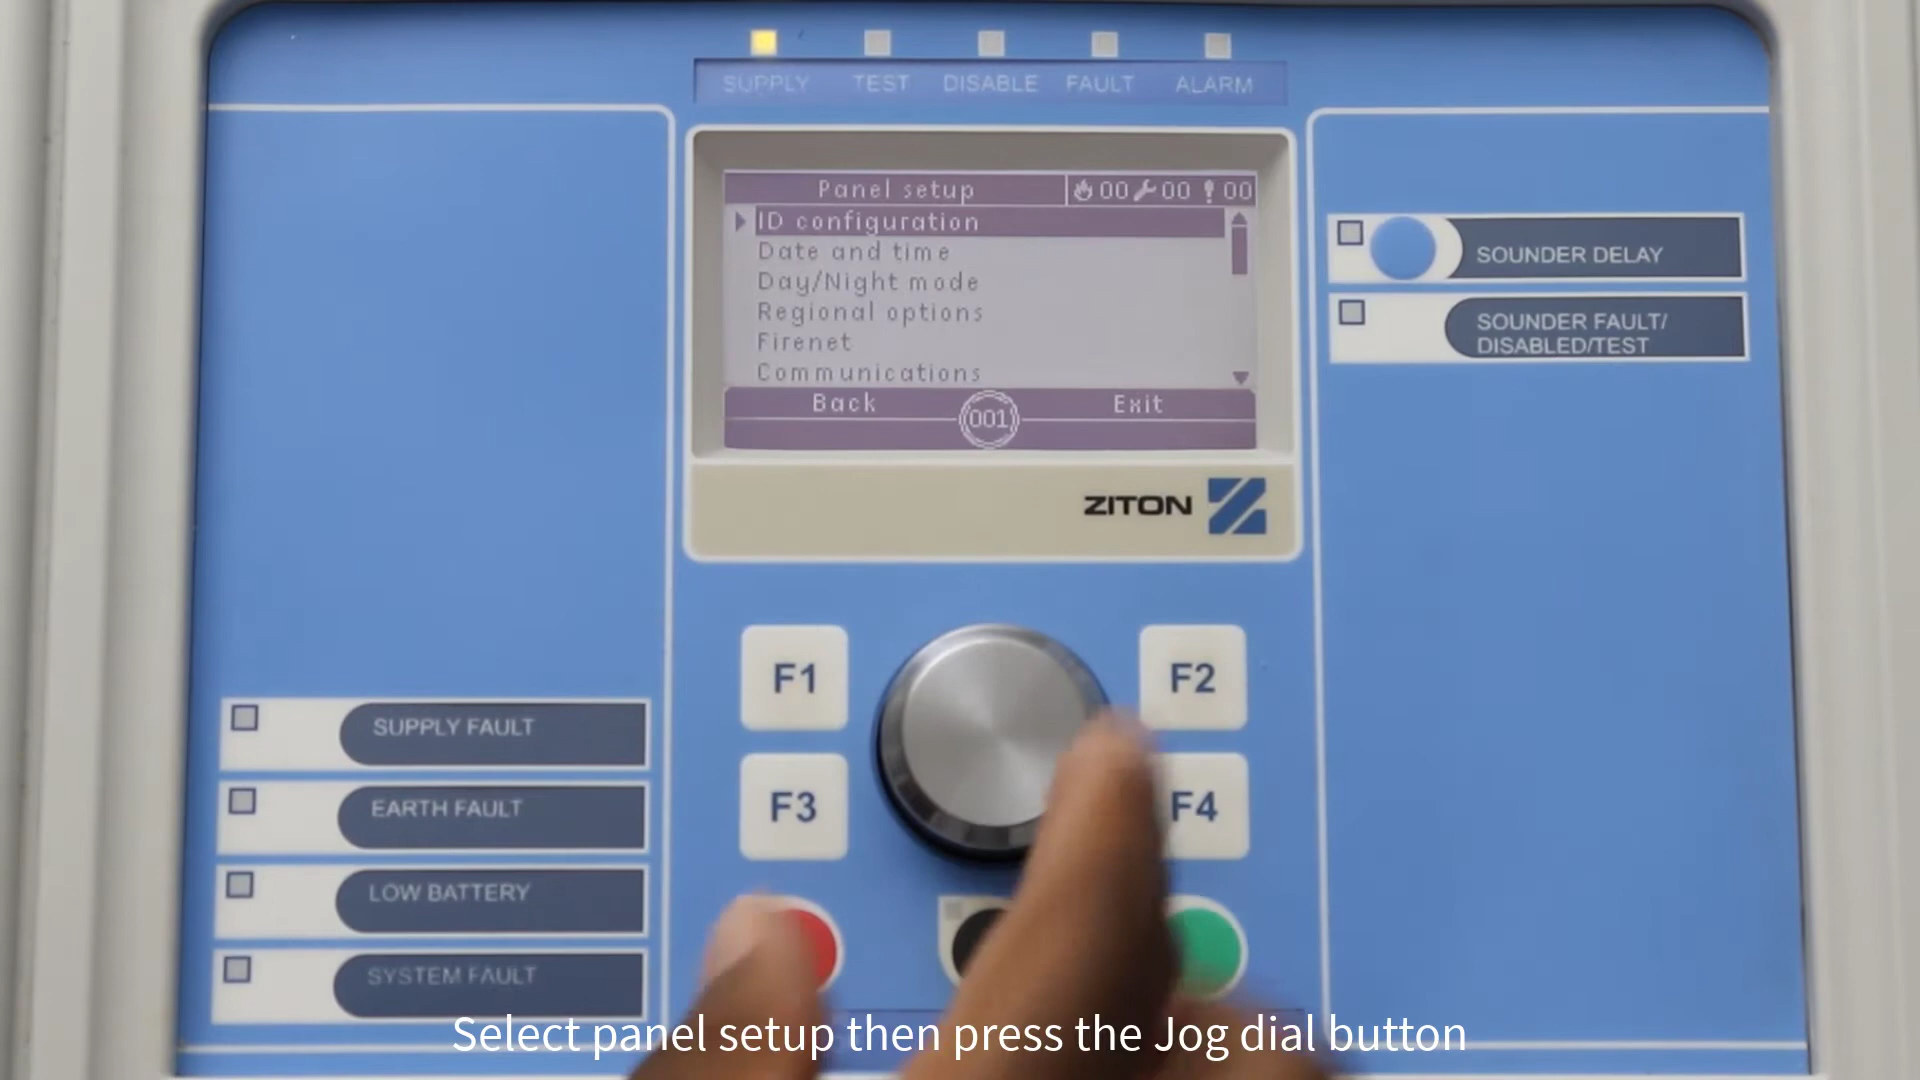 SUPPLY TEST DISABLE FAULT ALARM
Panel setup 00 00 00
ID configuration
Date and time
Day/Night mode
Regional options
Firenet
Communications
Back 001 Exit
ZITON
SOUNDER DELAY
SOUNDER FAULT/
DISABLED/TEST
F1 F2
F3 F4
SUPPLY FAULT
EARTH FAULT
LOW BATTERY
SYSTEM FAULT
Select panel setup then press the Jog dial button